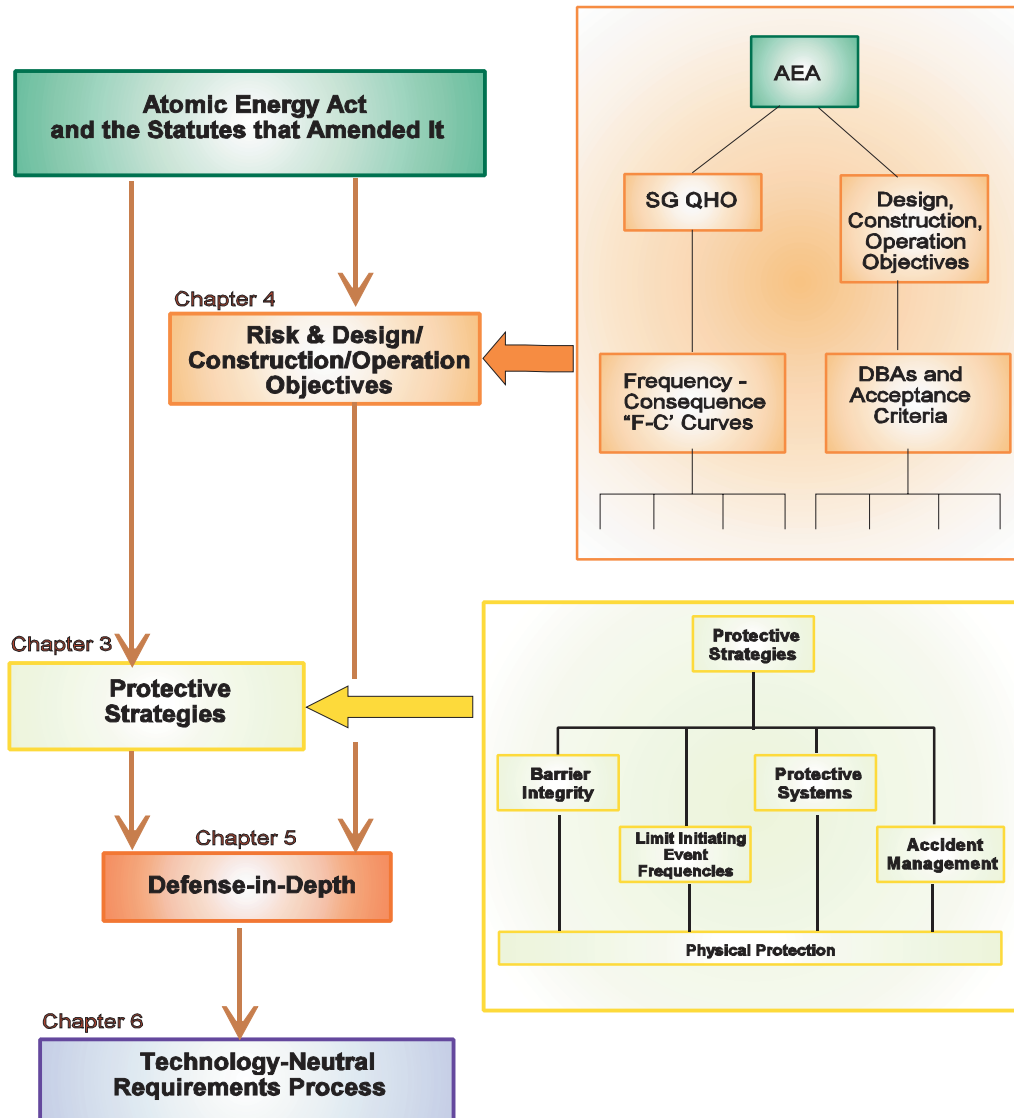 Atomic Energy Act
and the Statutes that Amended It
Chapter 4
Risk & Design/
Construction/Operation
Objectives
Chapter 3
Protective
Strategies
Chapter 5
Defense-in-Depth
Chapter 6
Technology-Neutral
Requirements Process
AEA
SG QHO
Design,
Construction,
Operation
Objectives
Frequency -
Consequence
“F-C’ Curves
DBAs and
Acceptance
Criteria
Protective
Strategies
Barrier
Integrity
Limit Initiating
Event
Frequencies
Protective
Systems
Accident
Management
Physical Protection